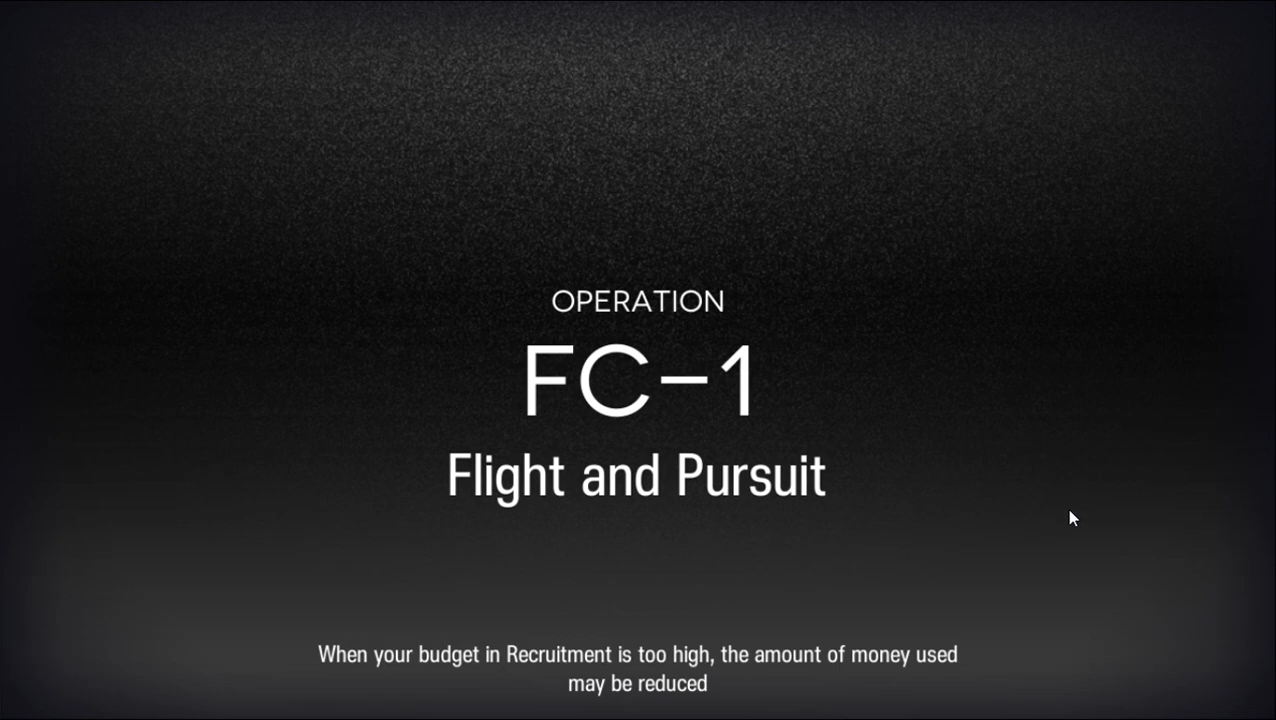 OPERATION
FC-1
Flight and Pursuit
When your budget in Recruitment is too high, the amount of money used
may be reduced